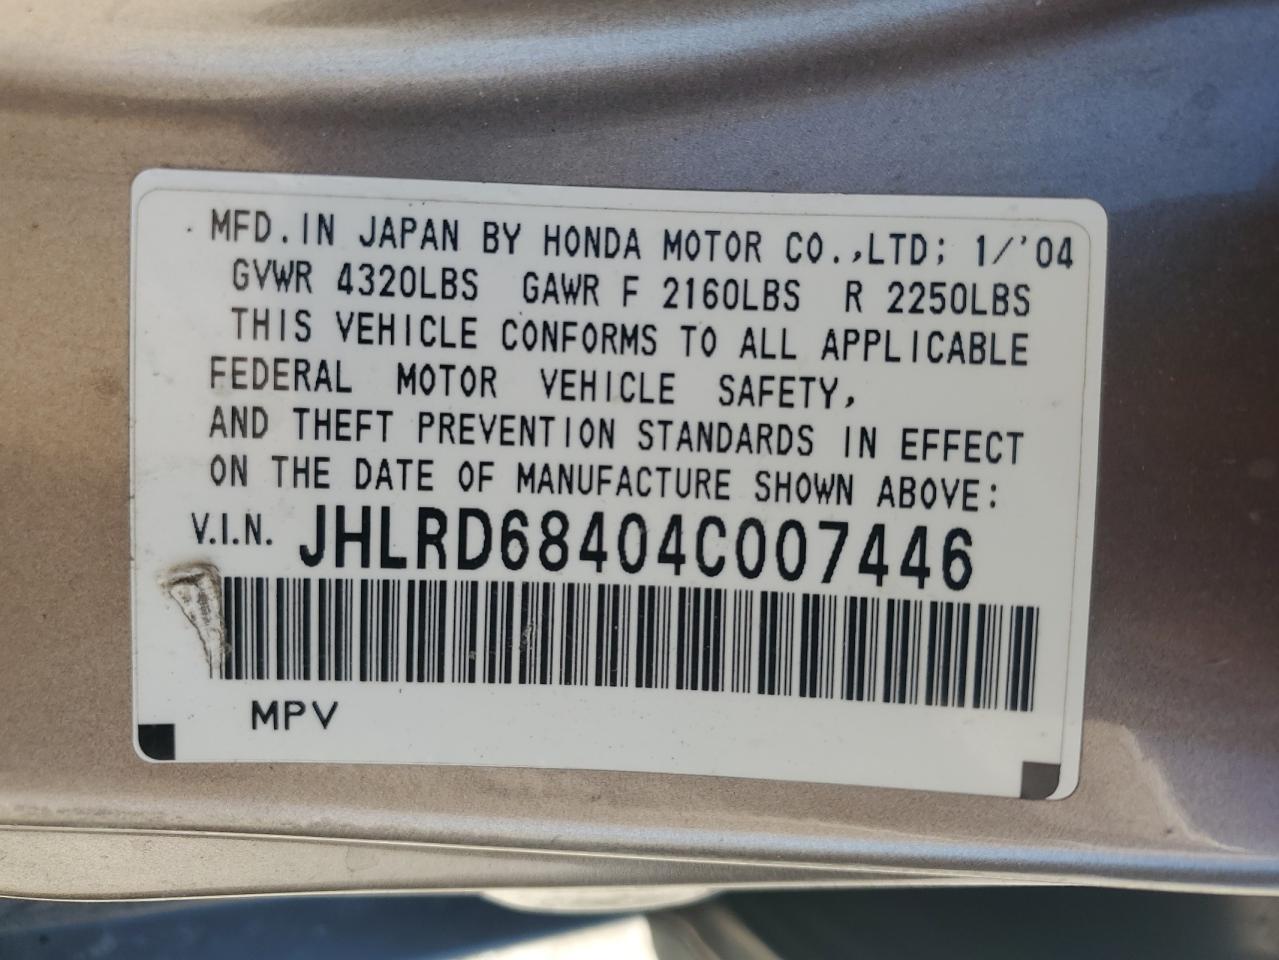 MFD. IN JAPAN BY HONDA MOTOR CO.,LTD; 1/'04
GVWR 4320LBS GAWR F 2160LBS R 2250LBS
THIS VEHICLE CONFORMS TO ALL APPLICABLE
FEDERAL MOTOR VEHICLE SAFETY,
AND THEFT PREVENTION STANDARDS IN EFFECT
ON THE DATE OF MANUFACTURE SHOWN ABOVE:
V.I.N. JHLRD68404C007446
MPV